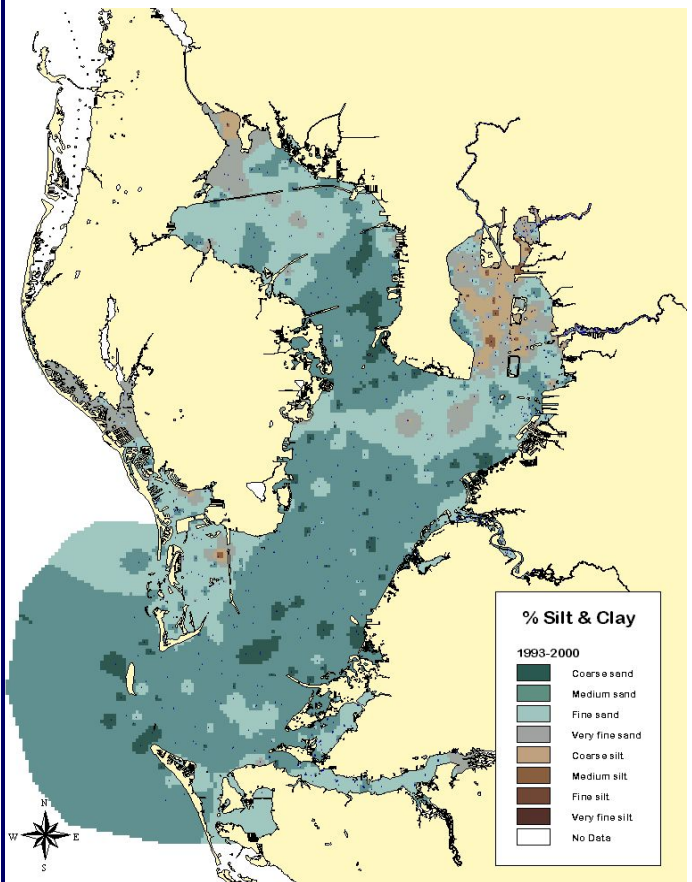 % Silt & Clay
1993-2000
Coarse sand
Medium sand
Fine sand
Very fine sand
Coarse silt
Medium silt
Fine silt
Very fine silt
No Data
N
W E
S